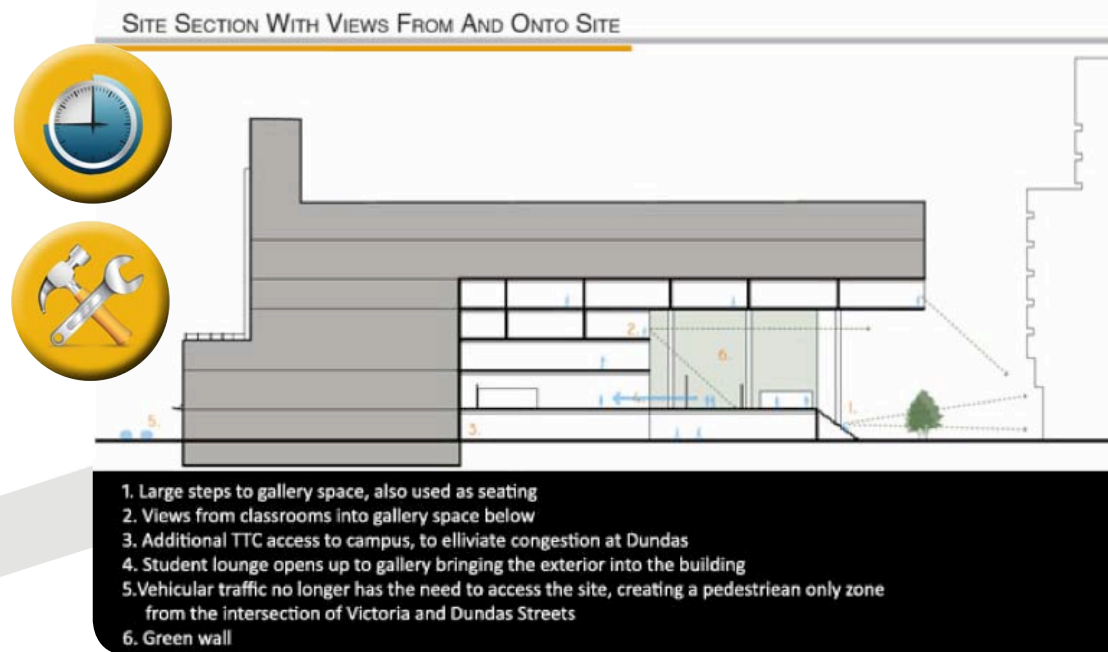 SITE SECTION WITH VIEWS FROM AND ONTO SITE
2.
6.
4.
1.
5.
3.
1. Large steps to gallery space, also used as seating
2. Views from classrooms into gallery space below
3. Additional TTC access to campus, to elliviate congestion at Dundas
4. Student lounge opens up to gallery bringing the exterior into the building
5.Vehicular traffic no longer has the need to access the site, creating a pedestriean only zone
from the intersection of Victoria and Dundas Streets
6. Green wall